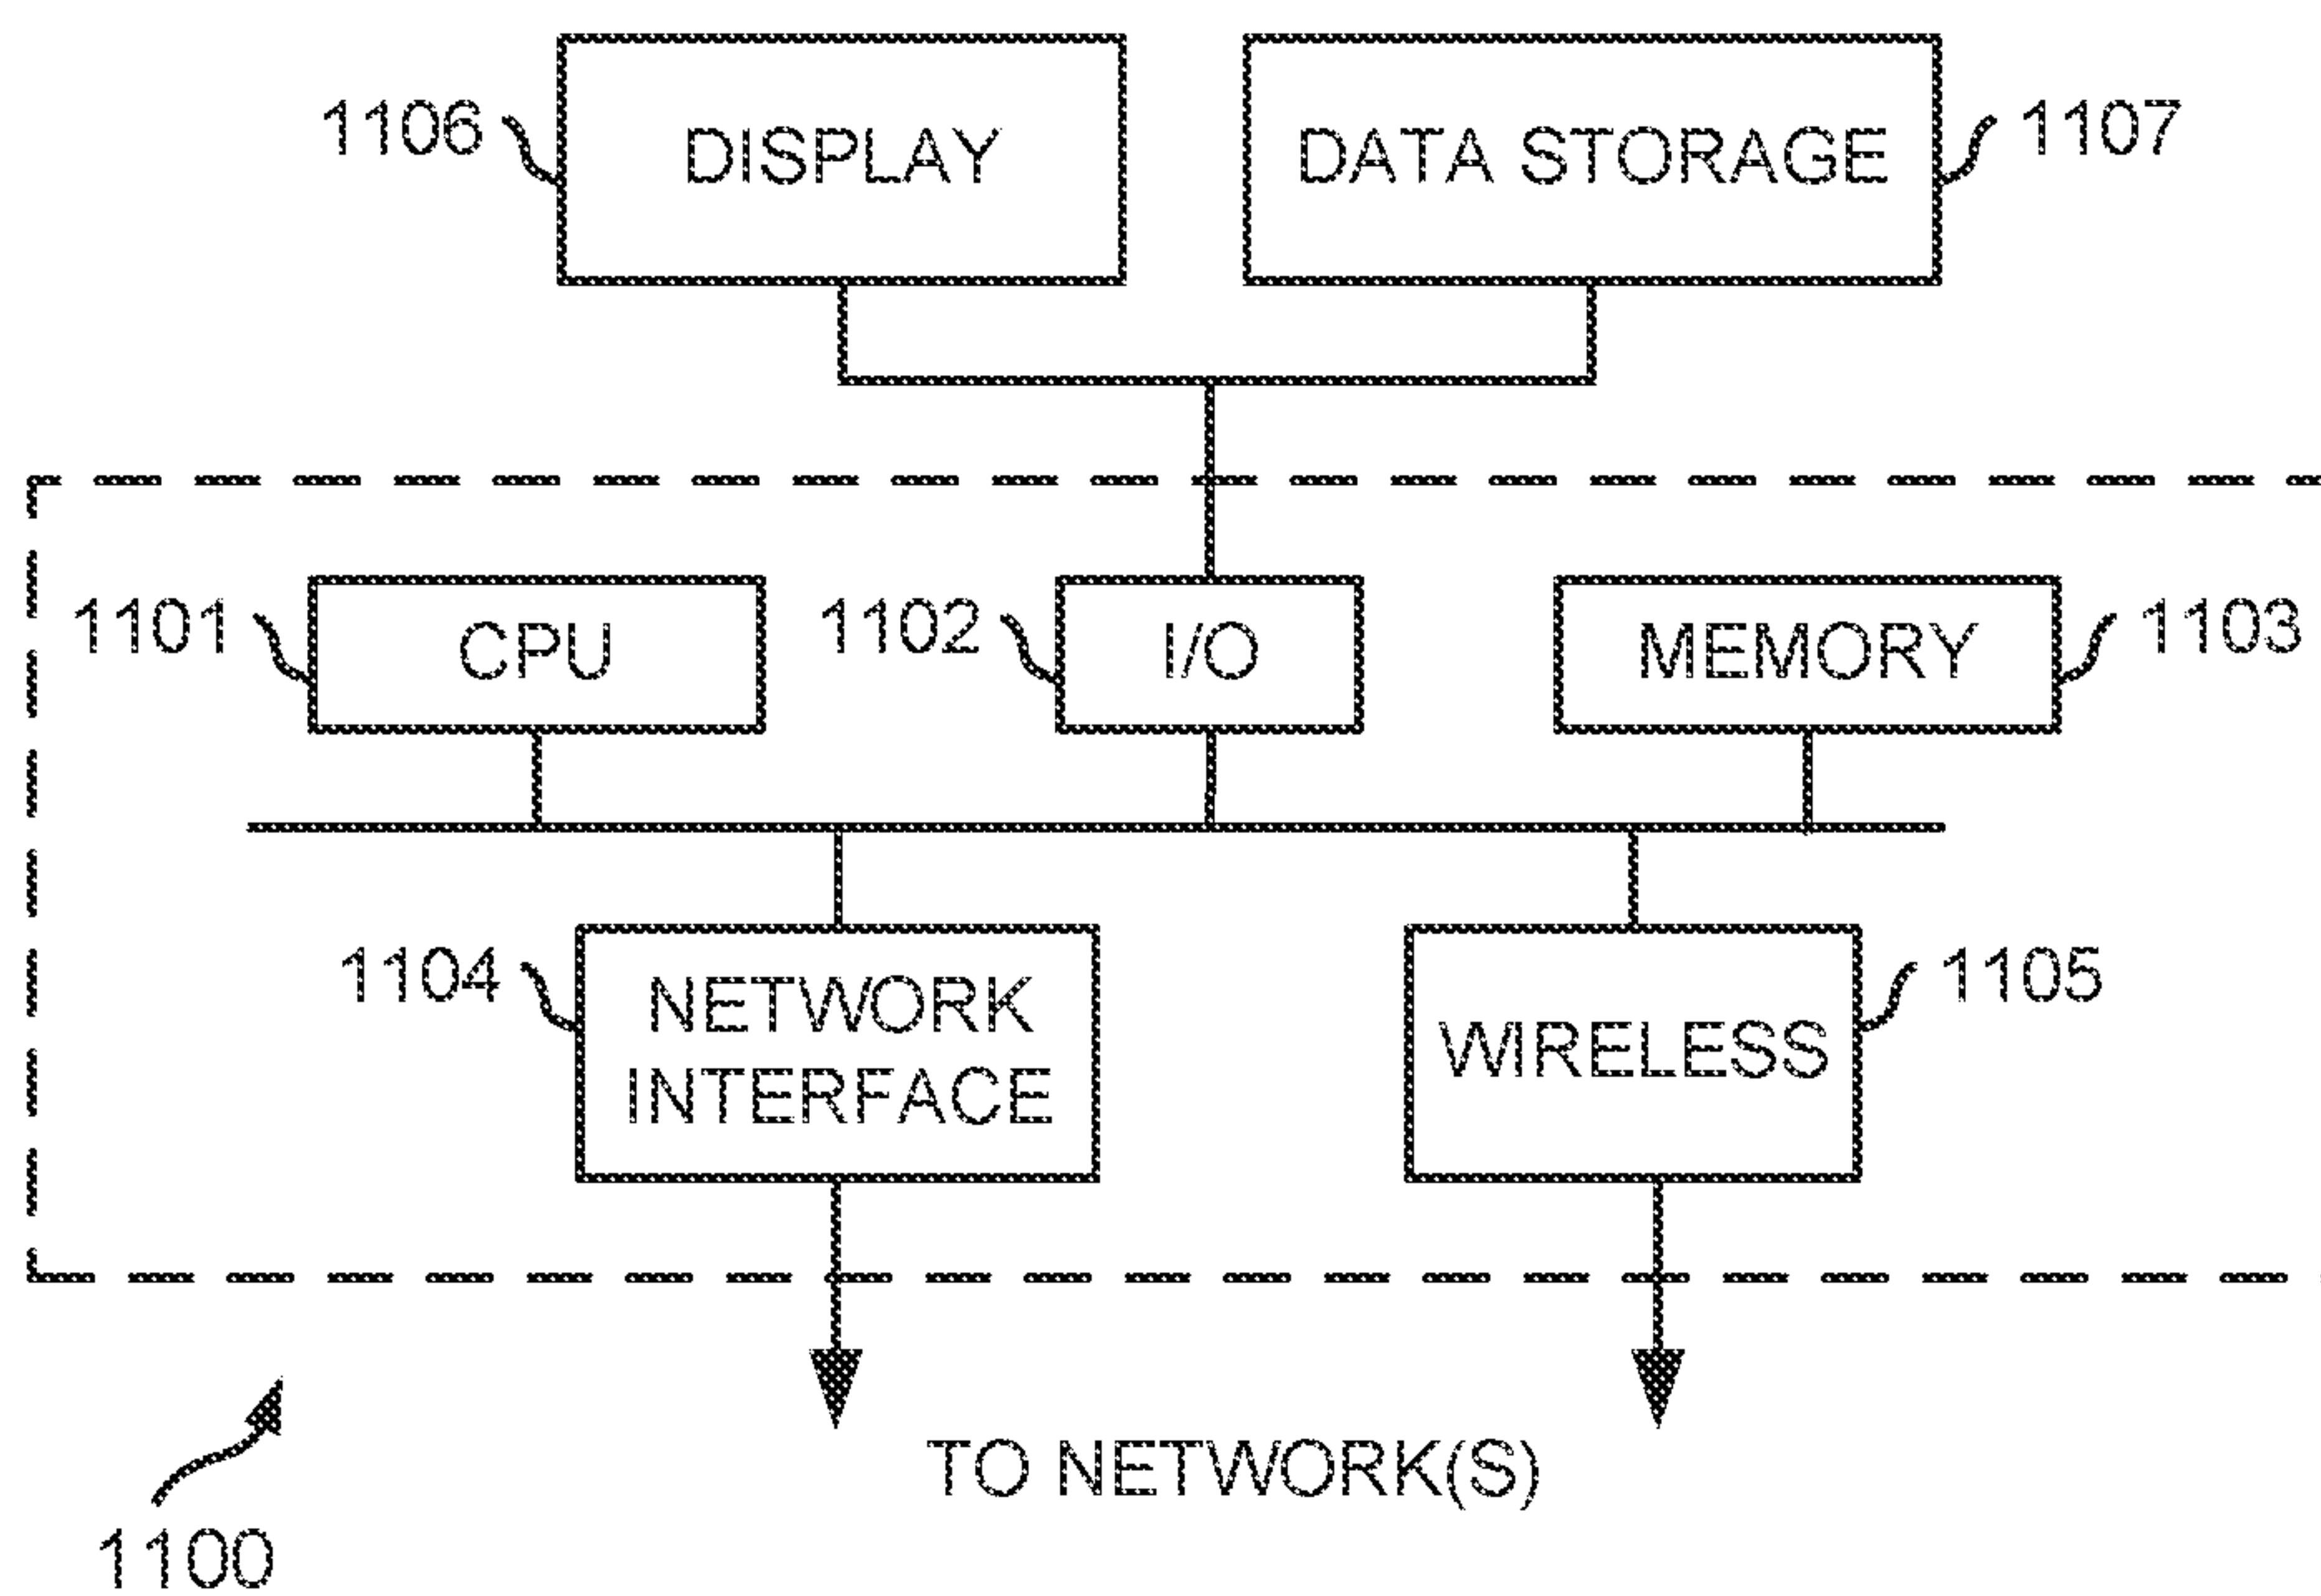 1106 DISPLAY DATA STORAGE 1107
1101 CPU 1102 I/O MEMORY 1103
1104 NETWORK INTERFACE WIRELESS 1105
TO NETWORK(S)
1100